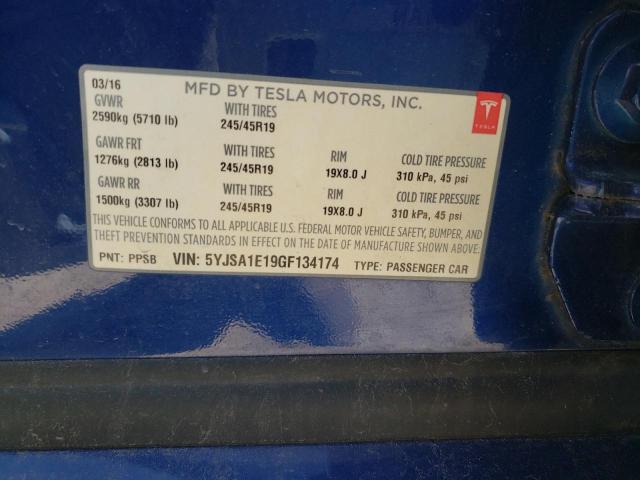 03/16
MFD BY TESLA MOTORS, INC.
GVWR WITH TIRES
2590kg (5710 lb) 245/45R19
TESLA
GAWR FRT WITH TIRES RIM COLD TIRE PRESSURE
1276kg (2813 lb) 245/45R19 19X8.0 J 310 kPa, 45 psi
GAWR RR WITH TIRES RIM COLD TIRE PRESSURE
1500kg (3307 lb) 245/45R19 19X8.0 J 310 kPa, 45 psi
THIS VEHICLE CONFORMS TO ALL APPLICABLE U.S. FEDERAL MOTOR VEHICLE SAFETY, BUMPER, AND
THEFT PREVENTION STANDARDS IN EFFECT ON THE DATE OF MANUFACTURE SHOWN ABOVE.
PNT: PPSB VIN: 5YJSA1E19GF134174 TYPE: PASSENGER CAR